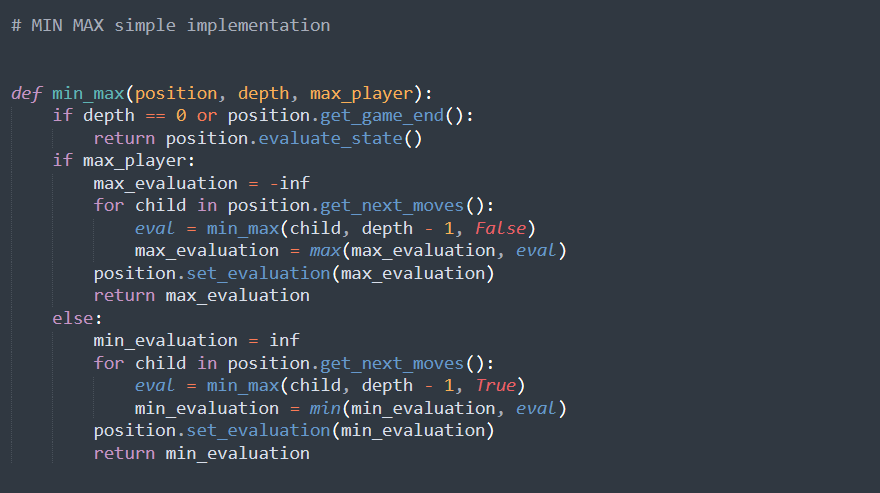 # MIN MAX simple implementation
def min_max(position, depth, max_player):
    if depth == 0 or position.get_game_end():
        return position.evaluate_state()
    if max_player:
        max_evaluation = -inf
        for child in position.get_next_moves():
            eval = min_max(child, depth - 1, False)
            max_evaluation = max(max_evaluation, eval)
        position.set_evaluation(max_evaluation)
        return max_evaluation
    else:
        min_evaluation = inf
        for child in position.get_next_moves():
            eval = min_max(child, depth - 1, True)
            min_evaluation = min(min_evaluation, eval)
        position.set_evaluation(min_evaluation)
        return min_evaluation